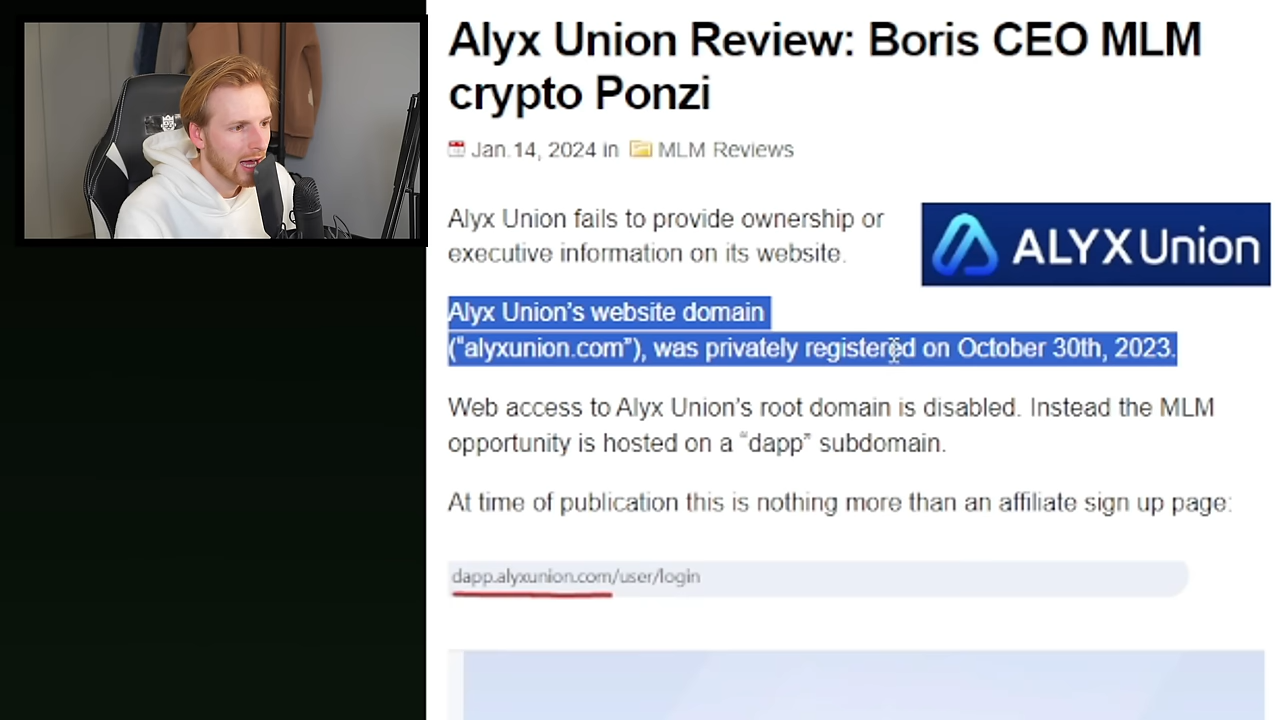 Alyx Union Review: Boris CEO MLM
crypto Ponzi
Jan.14, 2024 in MLM Reviews
Alyx Union fails to provide ownership or
executive information on its website.
ALYX Union
Alyx Union’s website domain
(“alyxunion.com”), was privately registered on October 30th, 2023.
Web access to Alyx Union’s root domain is disabled. Instead the MLM
opportunity is hosted on a “dapp” subdomain.
At time of publication this is nothing more than an affiliate sign up page:
dapp.alyxunion.com/user/login